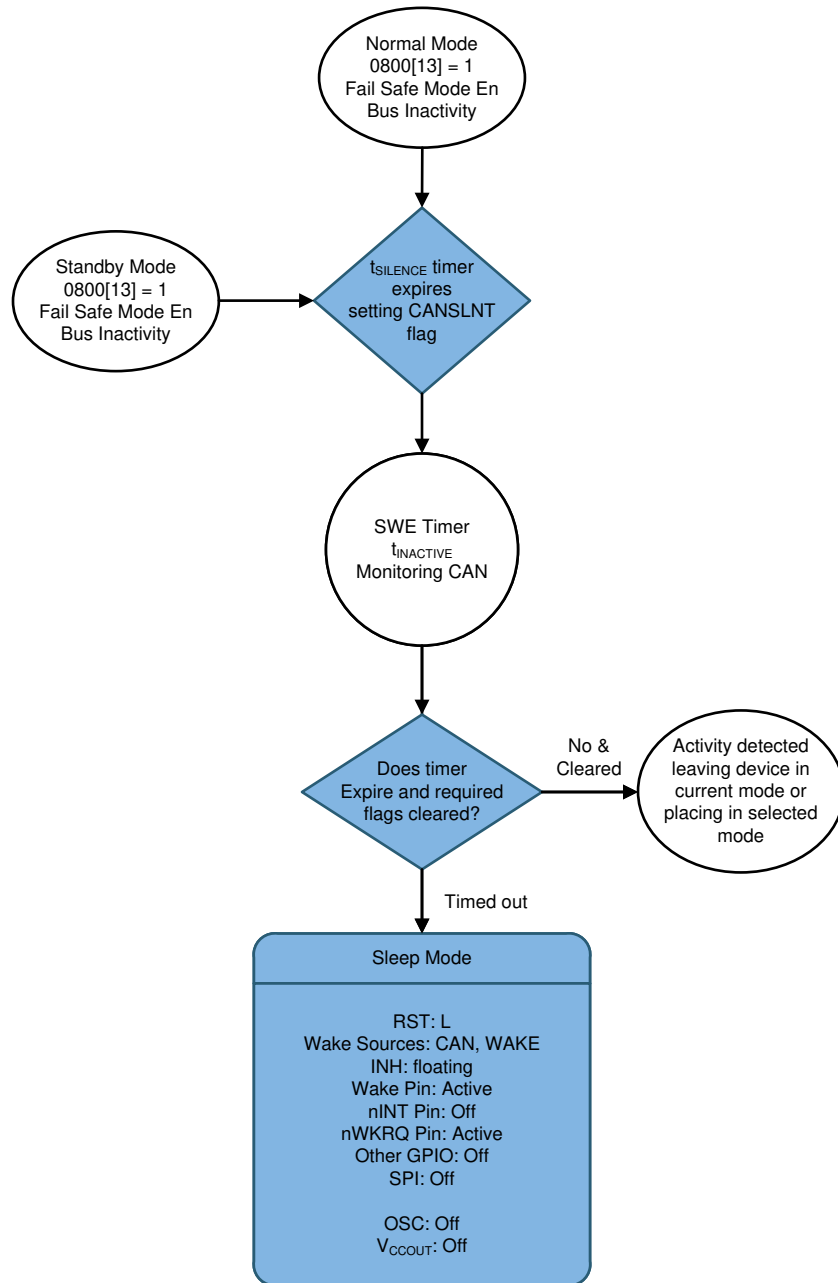 Normal Mode
0800[13] = 1
Fail Safe Mode En
Bus Inactivity
Standby Mode
0800[13] = 1
Fail Safe Mode En
Bus Inactivity
tSILENCE timer
expires
setting CANSLNT
flag
SWE Timer
tINACTIVE
Monitoring CAN
Does timer
Expire and required
flags cleared?
No &
Cleared
Activity detected
leaving device in
current mode or
placing in selected
mode
Timed out
Sleep Mode
RST: L
Wake Sources: CAN, WAKE
INH: floating
Wake Pin: Active
nINT Pin: Off
nWKRQ Pin: Active
Other GPIO: Off
SPI: Off
OSC: Off
VCCOUT: Off